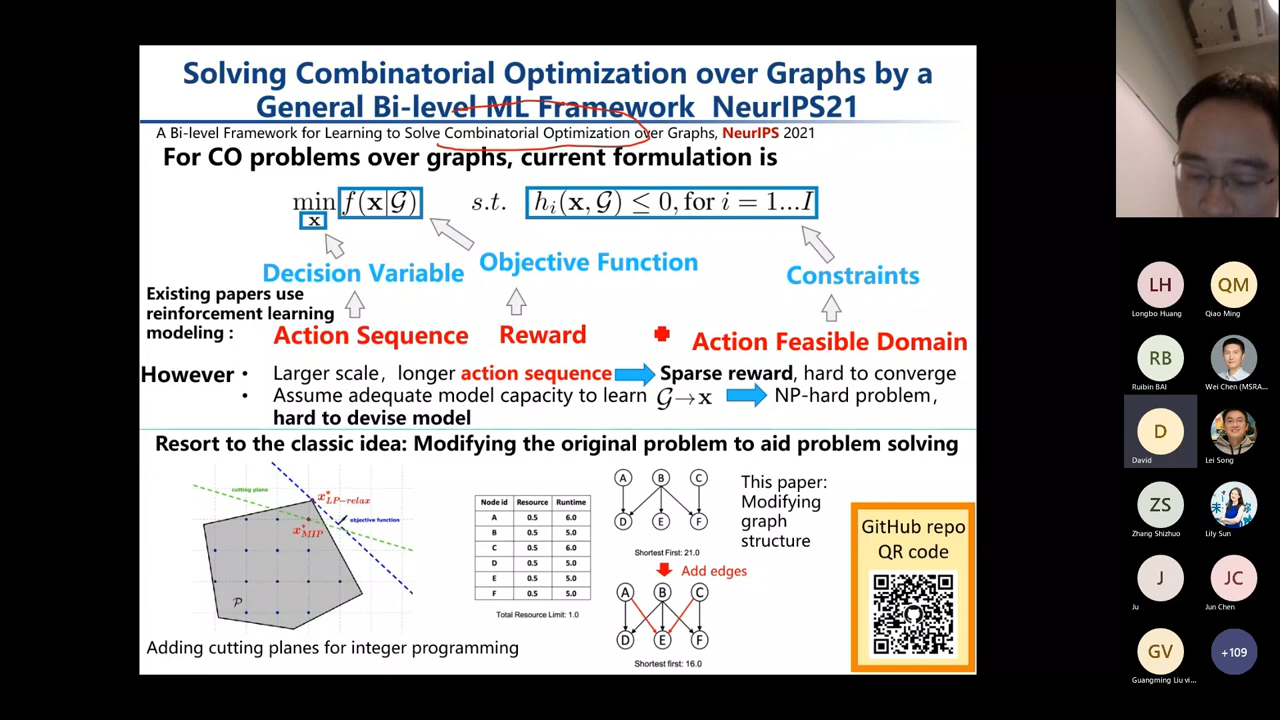 Solving Combinatorial Optimization over Graphs by a
General Bi-level ML Framework NeurIPS21
A Bi-level Framework for Learning to Solve Combinatorial Optimization over Graphs, NeurIPS 2021
For CO problems over graphs, current formulation is
min f(x|G) s.t. h_i(x, G) ≤ 0, for i = 1...I
x
Decision Variable
Objective Function
Constraints
Existing papers use
reinforcement learning
modeling :
Action Sequence
Reward
Action Feasible Domain
However
• Larger scale, longer action sequence Sparse reward, hard to converge
• Assume adequate model capacity to learn G→x NP-hard problem,
hard to devise model
Resort to the classic idea: Modifying the original problem to aid problem solving
cutting plane
x*LP-relax
objective function
x*MIP
P
Adding cutting planes for integer programming
Node id Resource Runtime
A 0.5 6.0
B 0.5 5.0
C 0.5 6.0
D 0.5 5.0
E 0.5 5.0
F 0.5 5.0
Total Resource Limit: 1.0
A B C
D E F
Shortest First: 21.0
Add edges
A B C
D E F
Shortest first: 16.0
This paper:
Modifying
graph
structure
GitHub repo
QR code
LH
Longbo Huang
QM
Qiao Ming
RB
Ruibin BAI
Wei Chen (MSRA...
D
David
Lei Song
ZS
Zhang Shizhuo
Lily Sun
J
Ju
JC
Jun Chen
GV
Guangming Liu vi...
+109